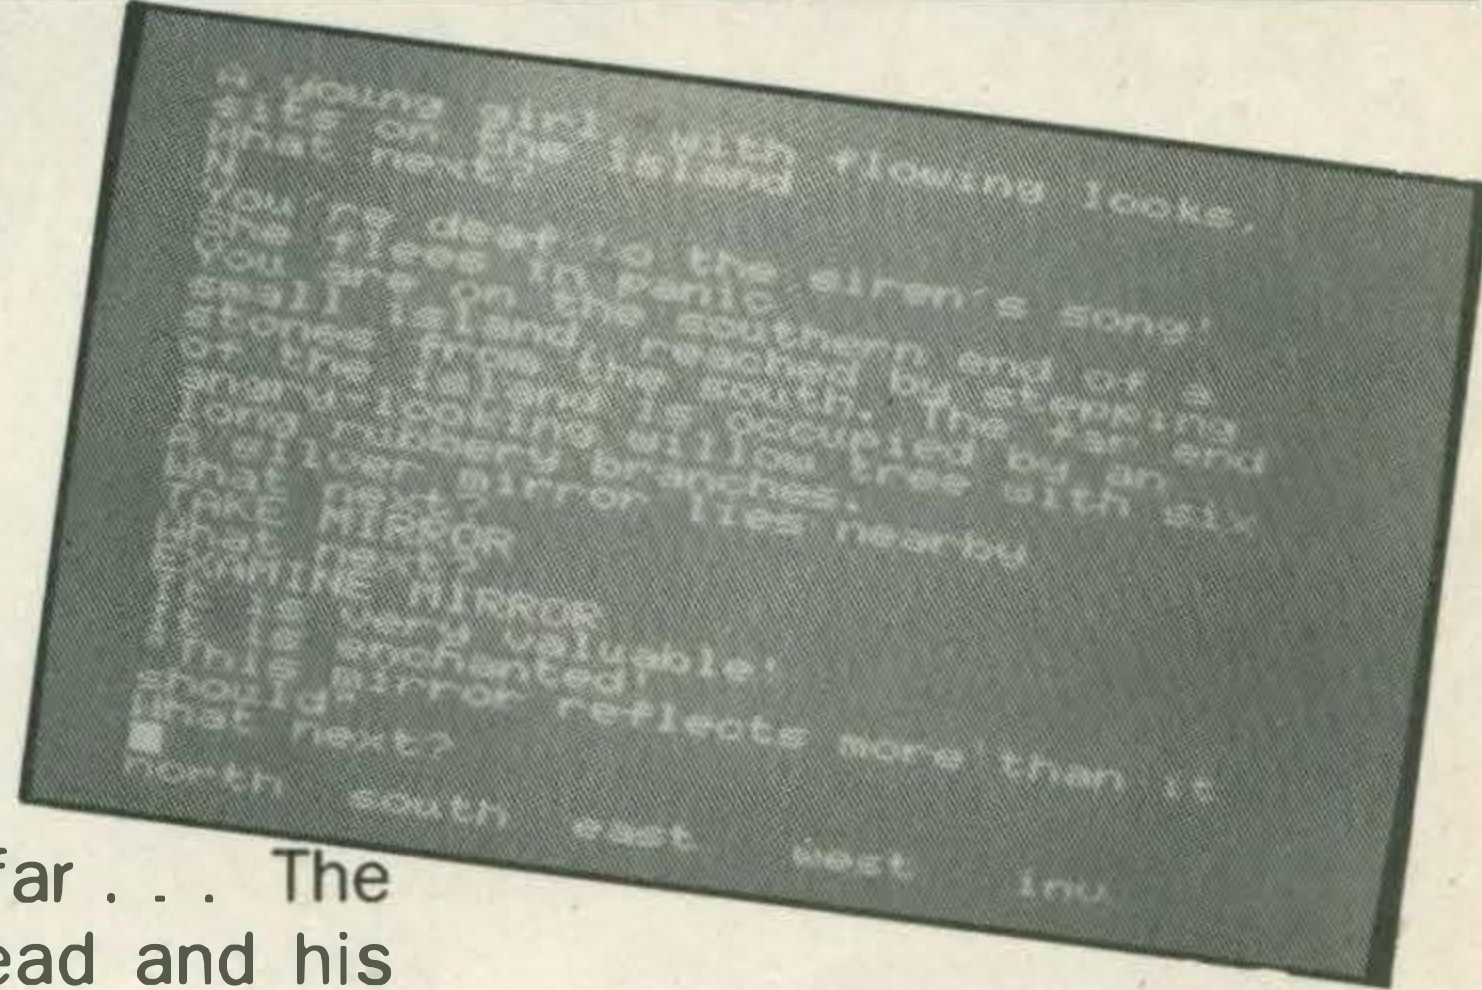 A young girl, with flowing looks,
sits on the island
What next?
N
You're deaf to the siren's song!
She flees in panic
You are on the southern end of a
small island, reached by stepping
stones from the south. The far end
of the island is occupied by an
angry-looking willow tree with six
long rubbery branches.
A silver mirror lies nearby
What next?
TAKE MIRROR
What next?
EXAMINE MIRROR
It is very valuable!
It is enchanted!
This mirror reflects more than it
should
What next?
north south east west inv.
far... The
ead and his